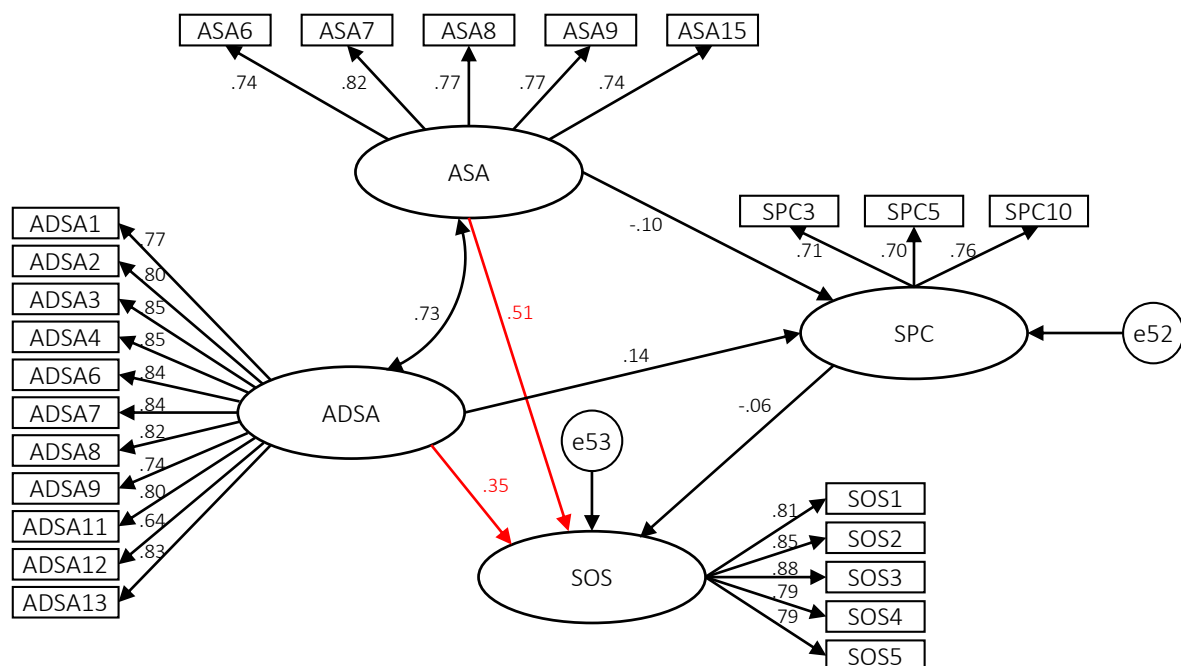 ASA6 ASA7 ASA8 ASA9 ASA15
.74 .82 .77 .77 .74
ASA
SPC3 SPC5 SPC10
.71 .70 .76
-.10
SPC
e52
ADSA1
ADSA2
ADSA3
ADSA4
ADSA6
ADSA7
ADSA8
ADSA9
ADSA11
ADSA12
ADSA13
.77
.80
.85
.85
.84
.84
.82
.74
.80
.64
.83
ADSA
.73
.51
.14
-.06
.35
e53
SOS
.81
.85
.88
.79
.79
SOS1
SOS2
SOS3
SOS4
SOS5